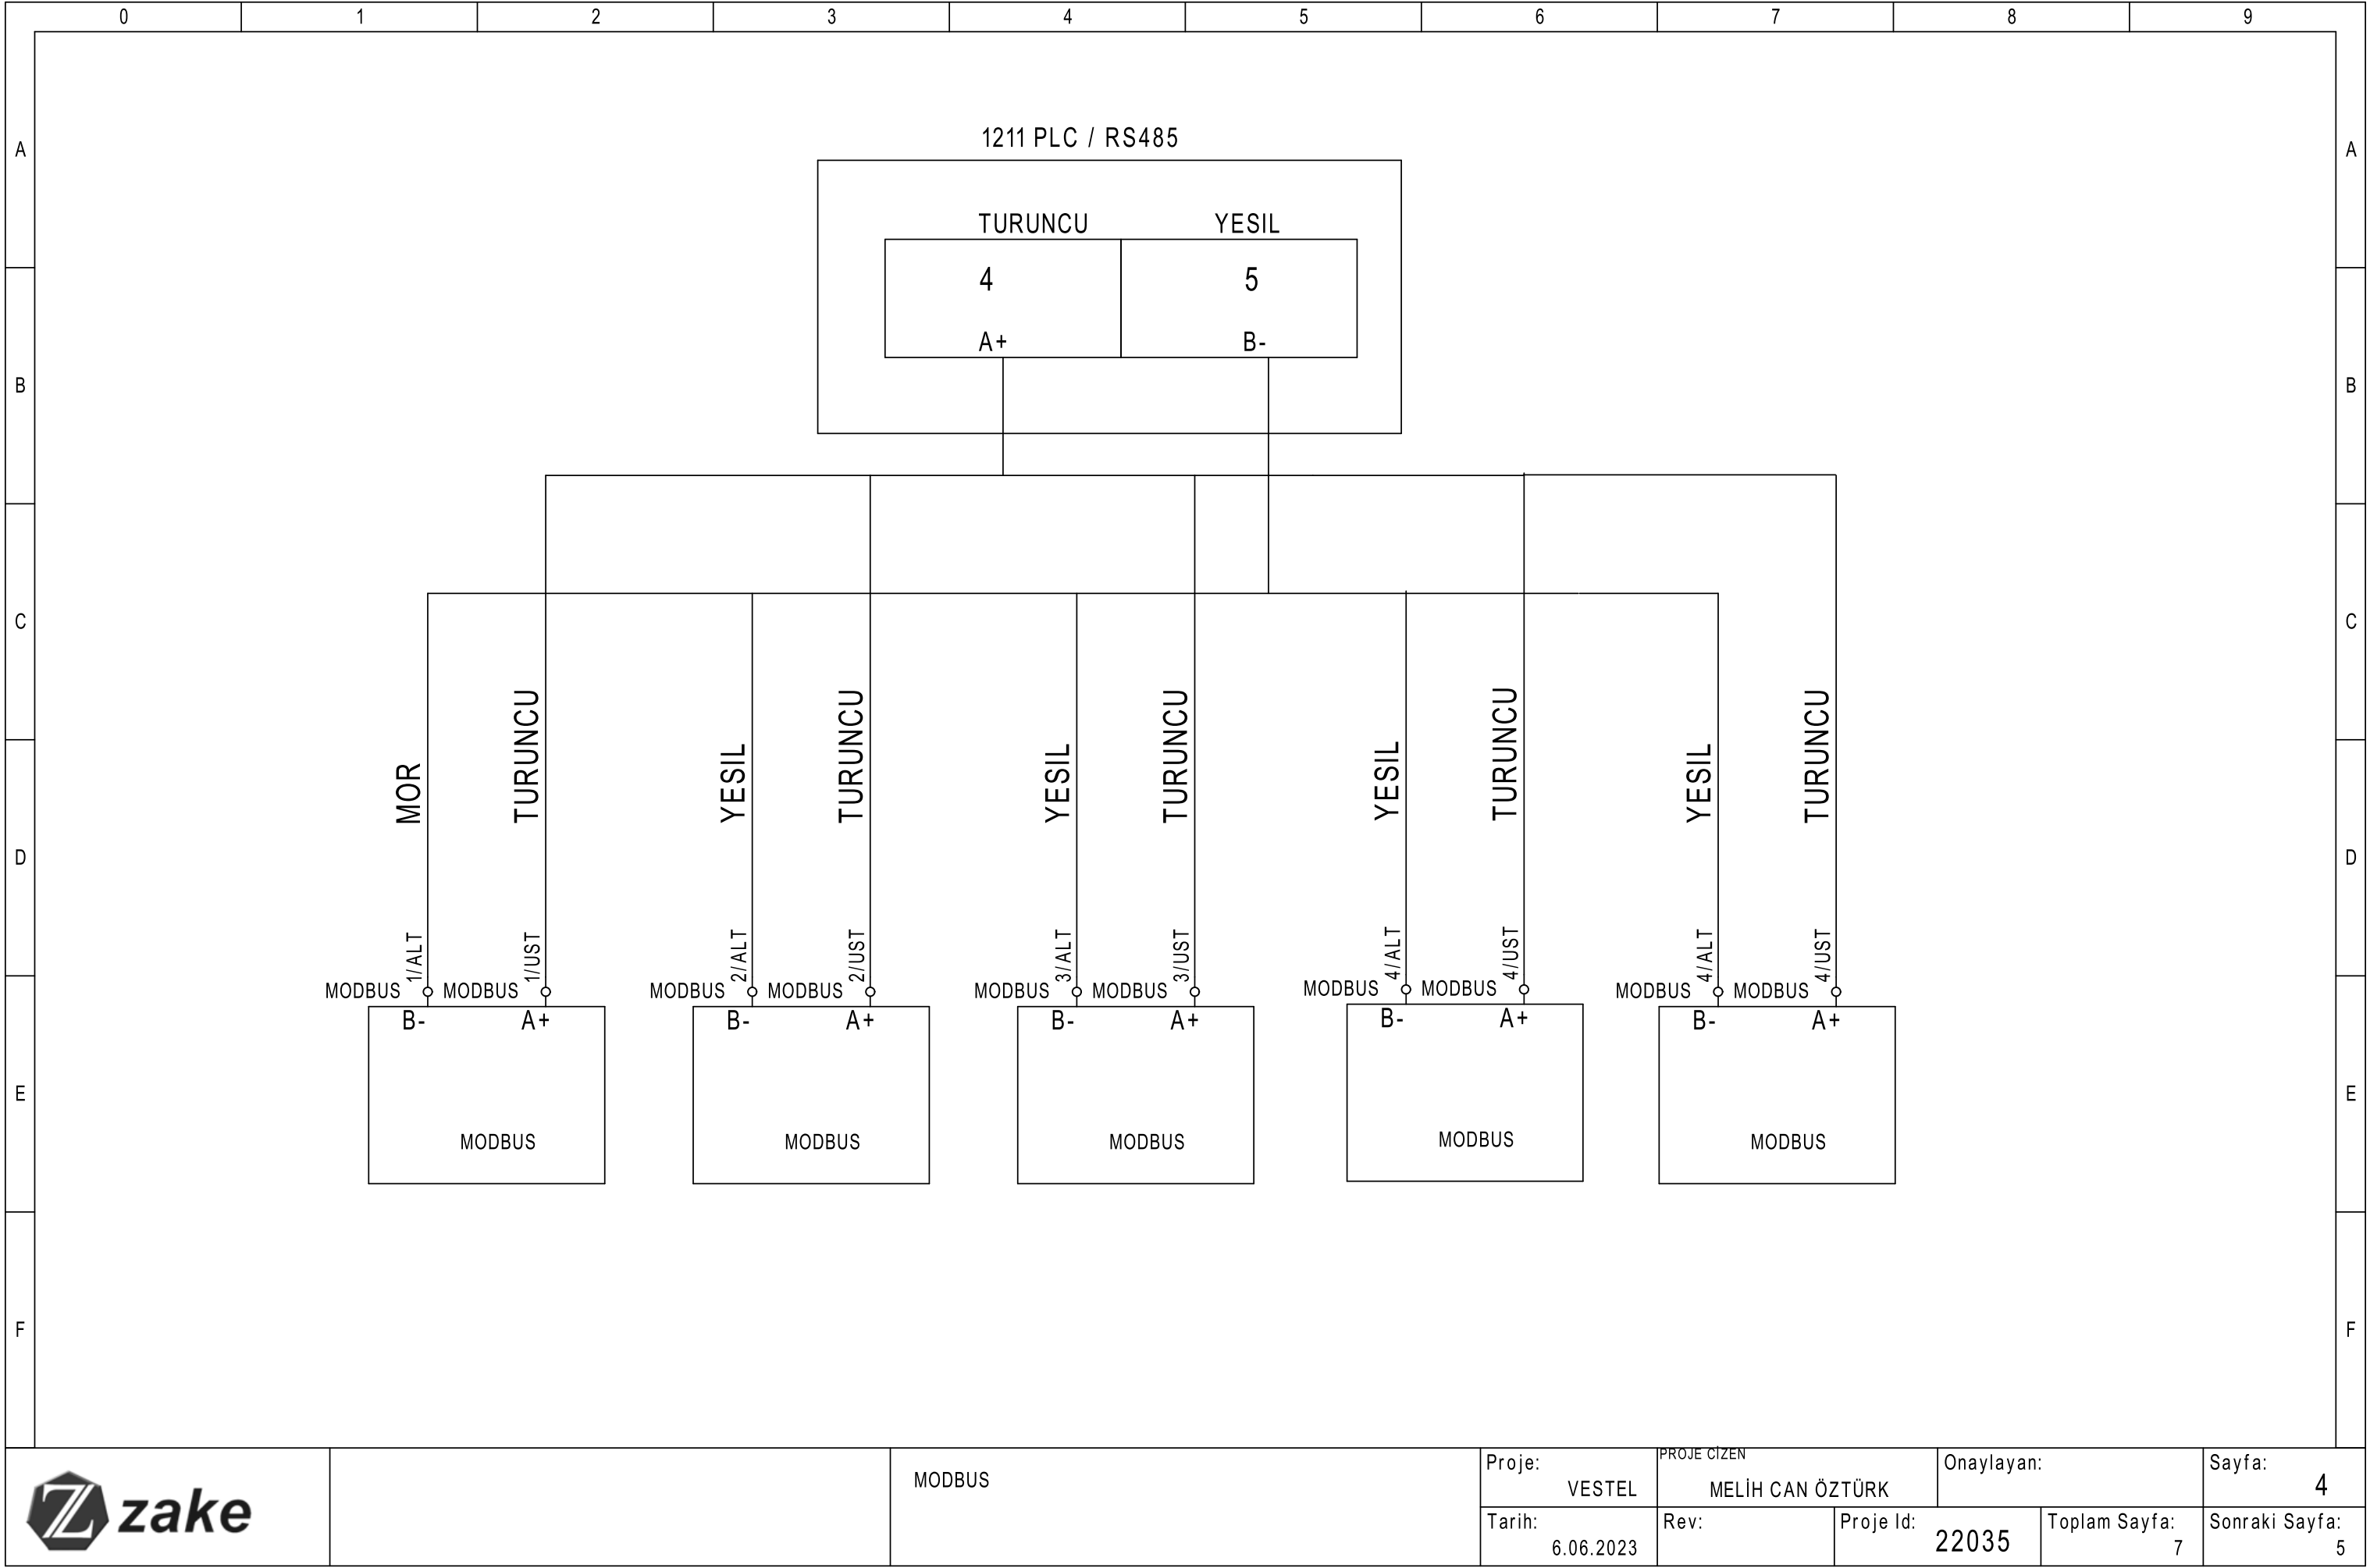 0 1 2 3 4 5 6 7 8 9
A A
1211 PLC / RS485
TURUNCU YESIL
4 5
A+ B-
B B
C C
MOR TURUNCU YESIL TURUNCU YESIL TURUNCU YESIL TURUNCU YESIL TURUNCU
D D
1/ALT 1/UST 2/ALT 2/UST 3/ALT 3/UST 4/ALT 4/UST 4/ALT 4/UST
MODBUS MODBUS MODBUS MODBUS MODBUS MODBUS MODBUS MODBUS MODBUS MODBUS
B- A+ B- A+ B- A+ B- A+ B- A+
E E
MODBUS MODBUS MODBUS MODBUS MODBUS
F F
Z zake
MODBUS
Proje:
VESTEL
PROJE CİZEN
MELİH CAN ÖZTÜRK
Onaylayan:
Sayfa:
4
Tarih:
6.06.2023
Rev:
Proje Id:
22035
Toplam Sayfa:
7
Sonraki Sayfa:
5